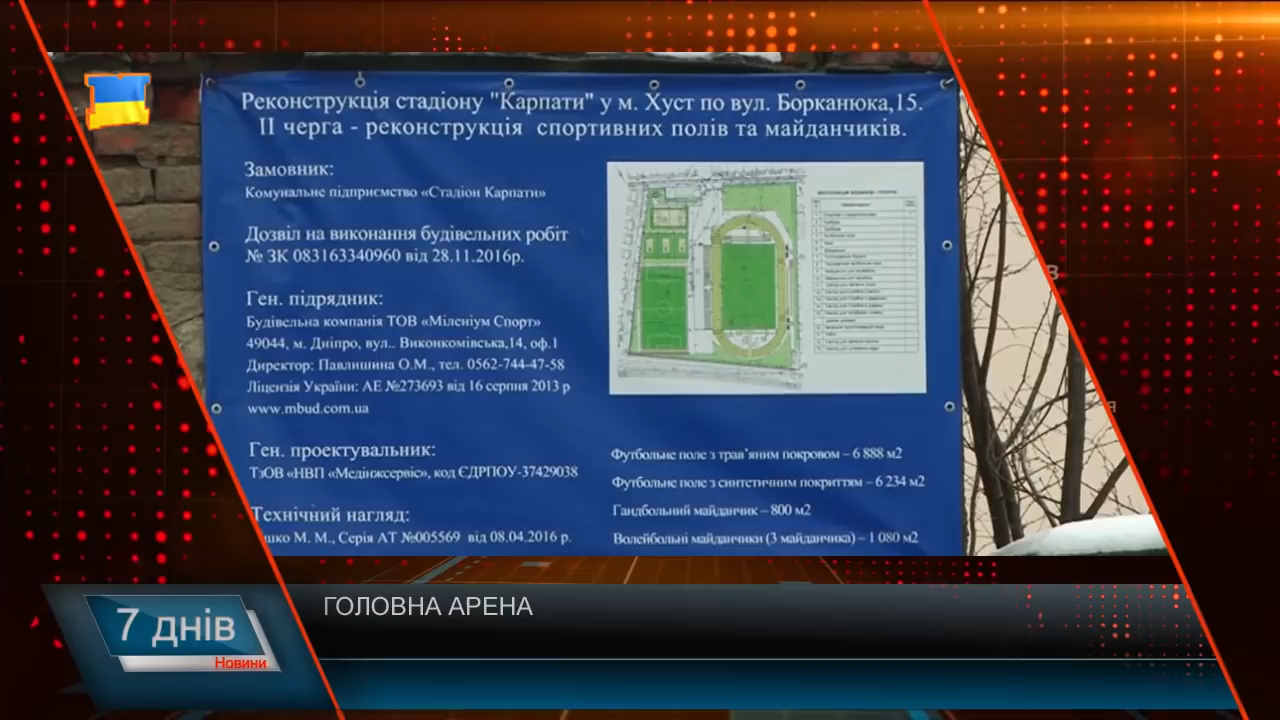 Реконструкція стадіону "Карпати" у м. Хуст по вул. Борканюка,15.
ІІ черга - реконструкція спортивних полів та майданчиків.
Замовник:
Комунальне підприємство «Стадіон Карпати»
Дозвіл на виконання будівельних робіт
№ ЗК 083163340960 від 28.11.2016р.
Ген. підрядник:
Будівельна компанія ТОВ «Міленіум Спорт»
49044, м. Дніпро, вул.. Виконкомівська,14, оф.1
Директор: Павлишина О.М., тел. 0562-744-47-58
Ліцензія України: АЕ №273693 від 16 серпня 2013 р
www.mbud.com.ua
Ген. проектувальник:
ТзОВ «НВП «Медінжсервіс», код ЄДРПОУ-37429038
Технічний нагляд:
М. М., Серія АТ №005569 від 08.04.2016 р.
Футбольне поле з трав’яним покровом – 6 888 м2
Футбольне поле з синтетичним покриттям – 6 234 м2
Гандбольний майданчик – 800 м2
Волейбольні майданчики (3 майданчика) – 1 080 м2
7 днів
Новини
ГОЛОВНА АРЕНА